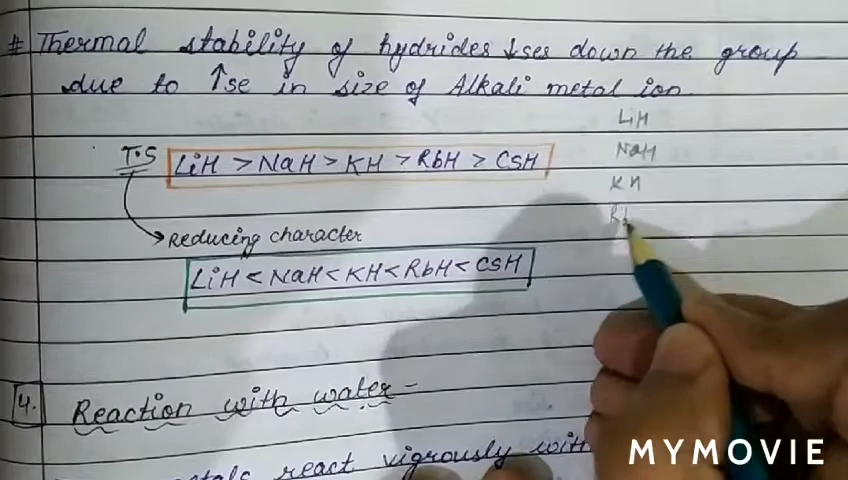 # Thermal stability of hydrides ↓ses down the group
due to ↑se in size of Alkali metal ion
LiH
T.S LiH > NaH > KH > RbH > CSH
NaH
KH
Rb
Reducing character
LiH < NaH < KH < RbH < CSH
4. Reaction with water -
react vigrously with
MYMOVIE